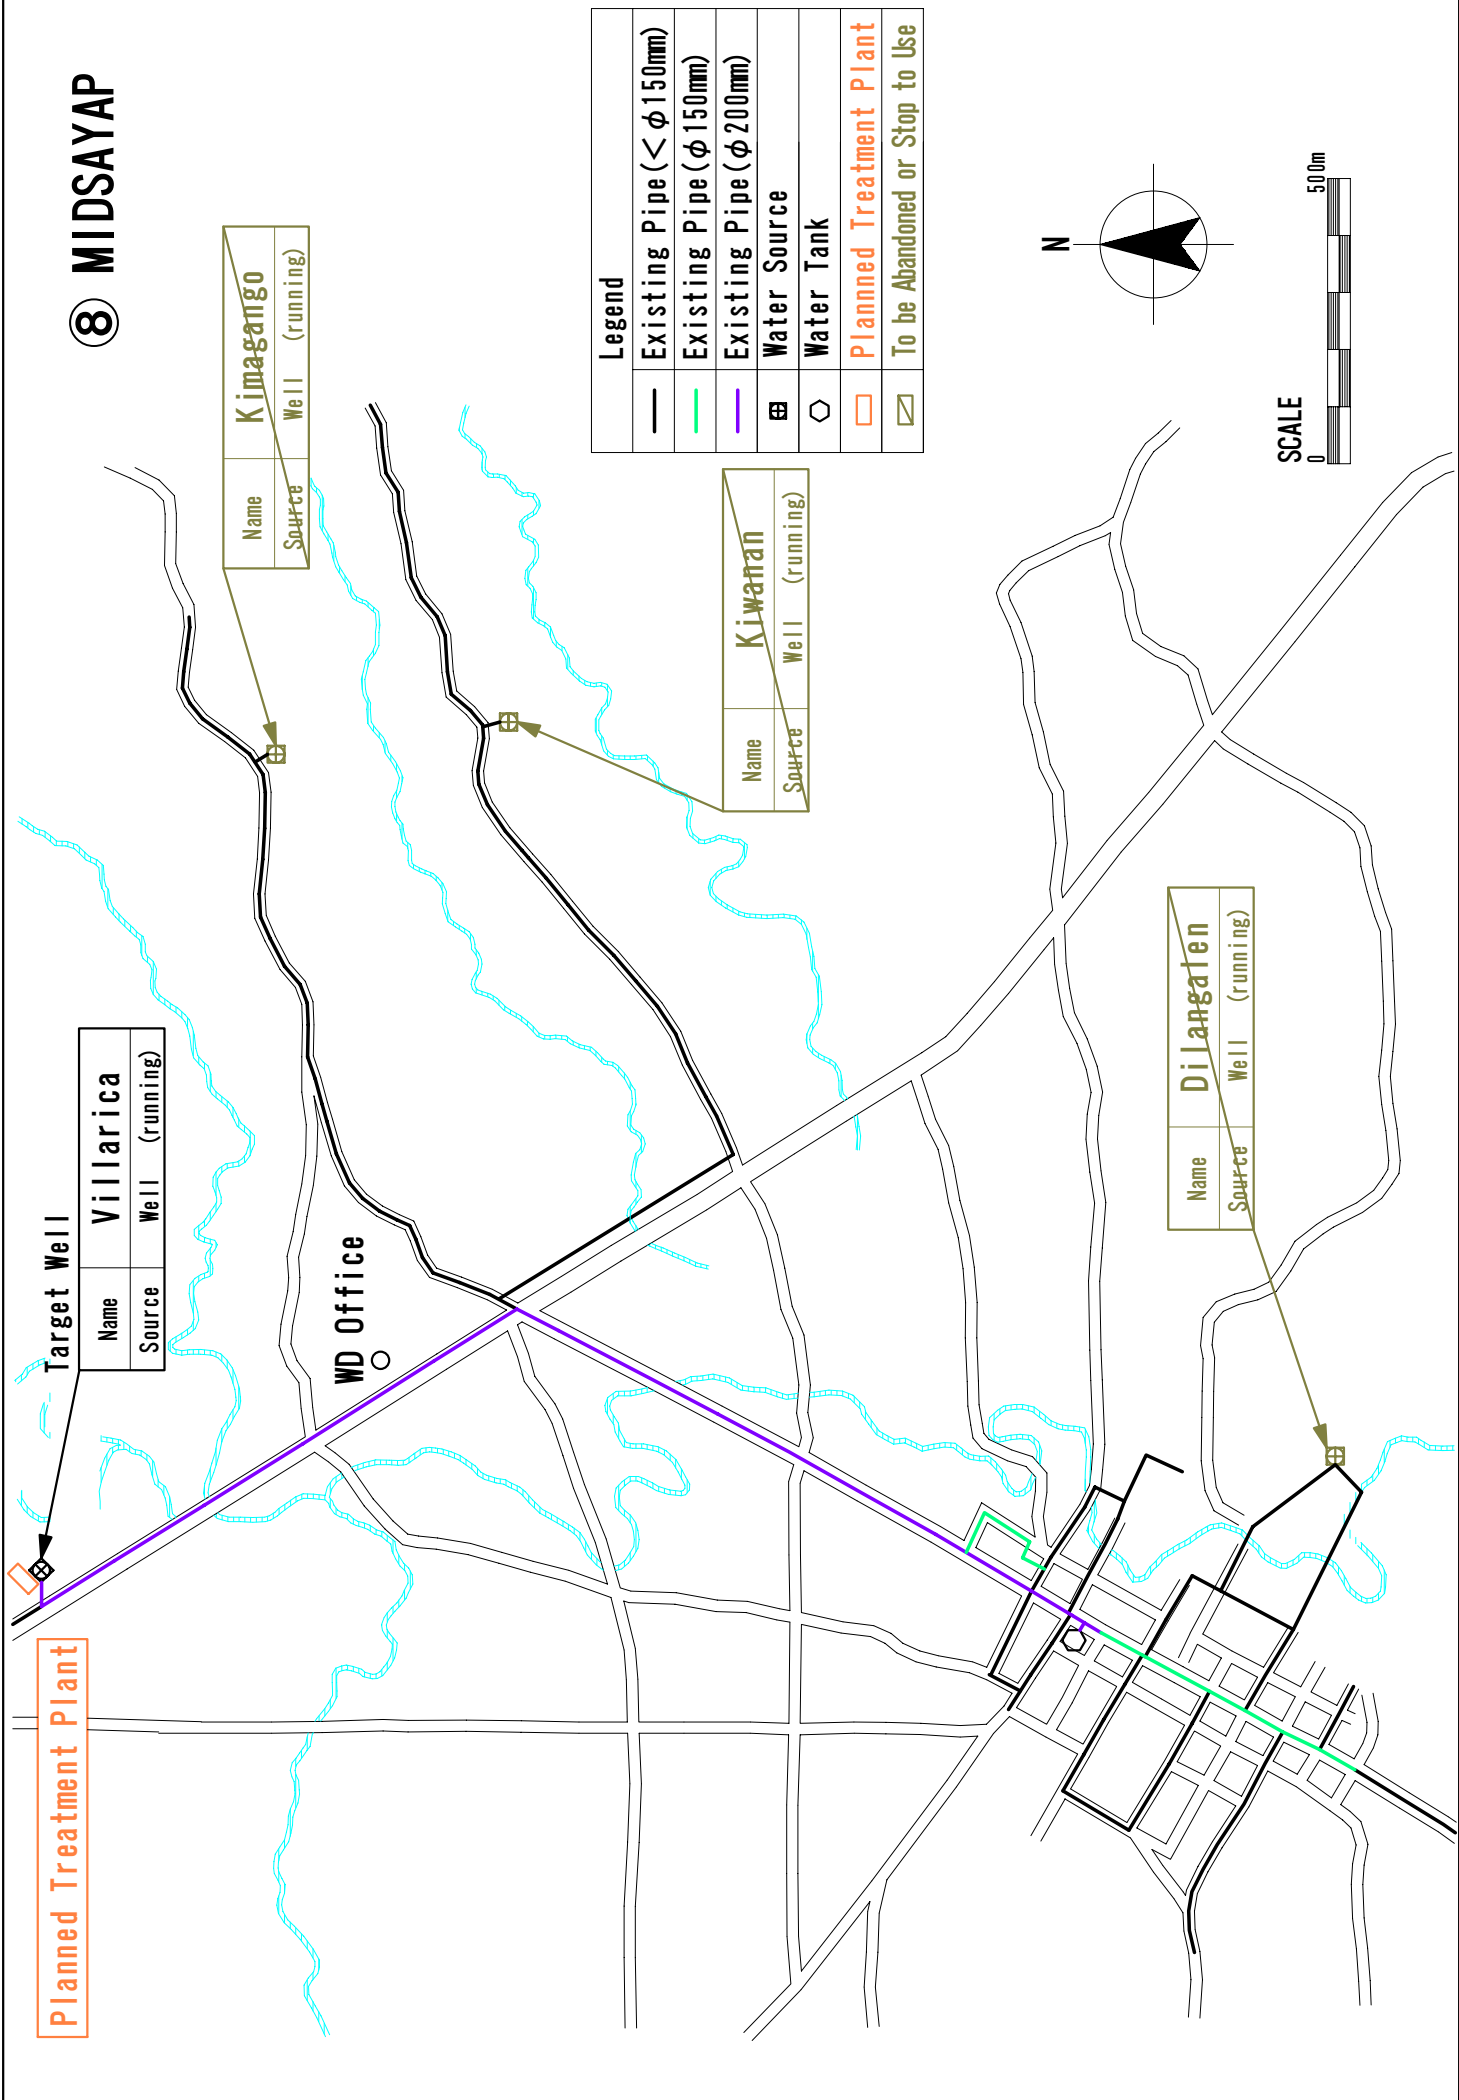 ⑧ MIDSAYAP
Planned Treatment Plant
Target Well
Name Villarica
Source Well (running)
Name Kimagango
Source Well (running)
WD Office
Name Kiwanan
Source Well (running)
Name Dilangalen
Source Well (running)
Legend
Existing Pipe(<φ150mm)
Existing Pipe(φ150mm)
Existing Pipe(φ200mm)
Water Source
Water Tank
Plannned Treatment Plant
To be Abandoned or Stop to Use
N
SCALE
0 500m